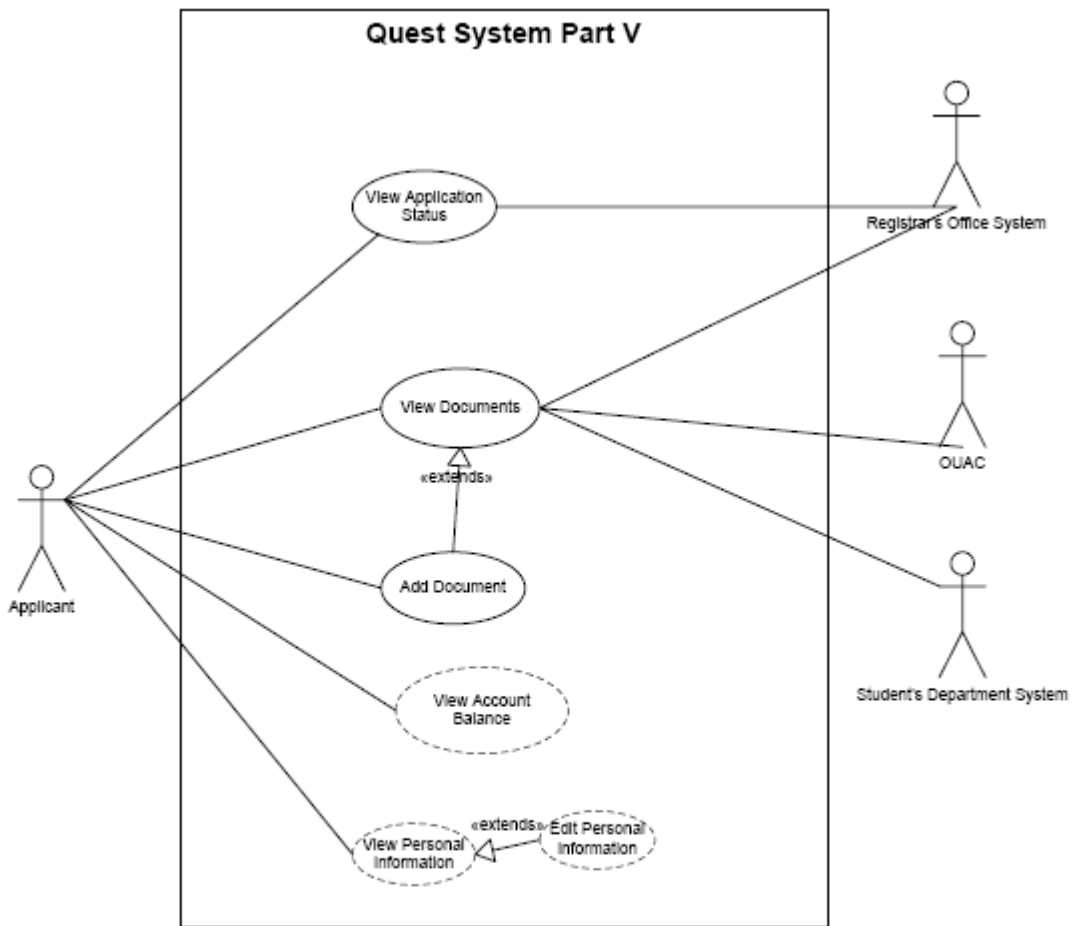 Quest System Part V
View Application
Status
Registrar's Office System
View Documents
OUAC
«extends»
Add Document
Applicant
Student's Department System
View Account
Balance
«extends»
Edit Personal
Information
View Personal
Information